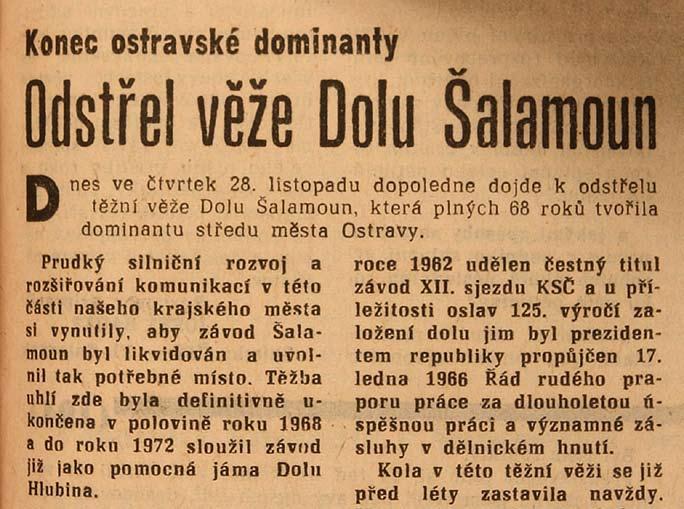 Konec ostravské dominanty
Odstřel věže Dolu Šalamoun
Dnes ve čtvrtek 28. listopadu dopoledne dojde k odstřelu
těžní věže Dolu Šalamoun, která plných 68 roků tvořila
dominantu středu města Ostravy.
Prudký silniční rozvoj a
rozšiřování komunikací v této
části našeho krajského města
si vynutily, aby závod Šala-
moun byl likvidován a uvol-
nil tak potřebné místo. Těžba
uhlí zde byla definitivně u-
končena v polovině roku 1968
a do roku 1972 sloužil závod
již jako pomocná jáma Dolu
Hlubina.
roce 1962 udělen čestný titul
závod XII. sjezdu KSČ a u pří-
ležitosti oslav 125. výročí za-
ložení dolu jim byl preziden-
tem republiky propůjčen 17.
ledna 1966 Řád rudého pra-
poru práce za dlouholetou ú-
spěšnou práci a významné zá-
sluhy v dělnickém hnutí.
Kola v této těžní věži se již
před léty zastavila navždy.